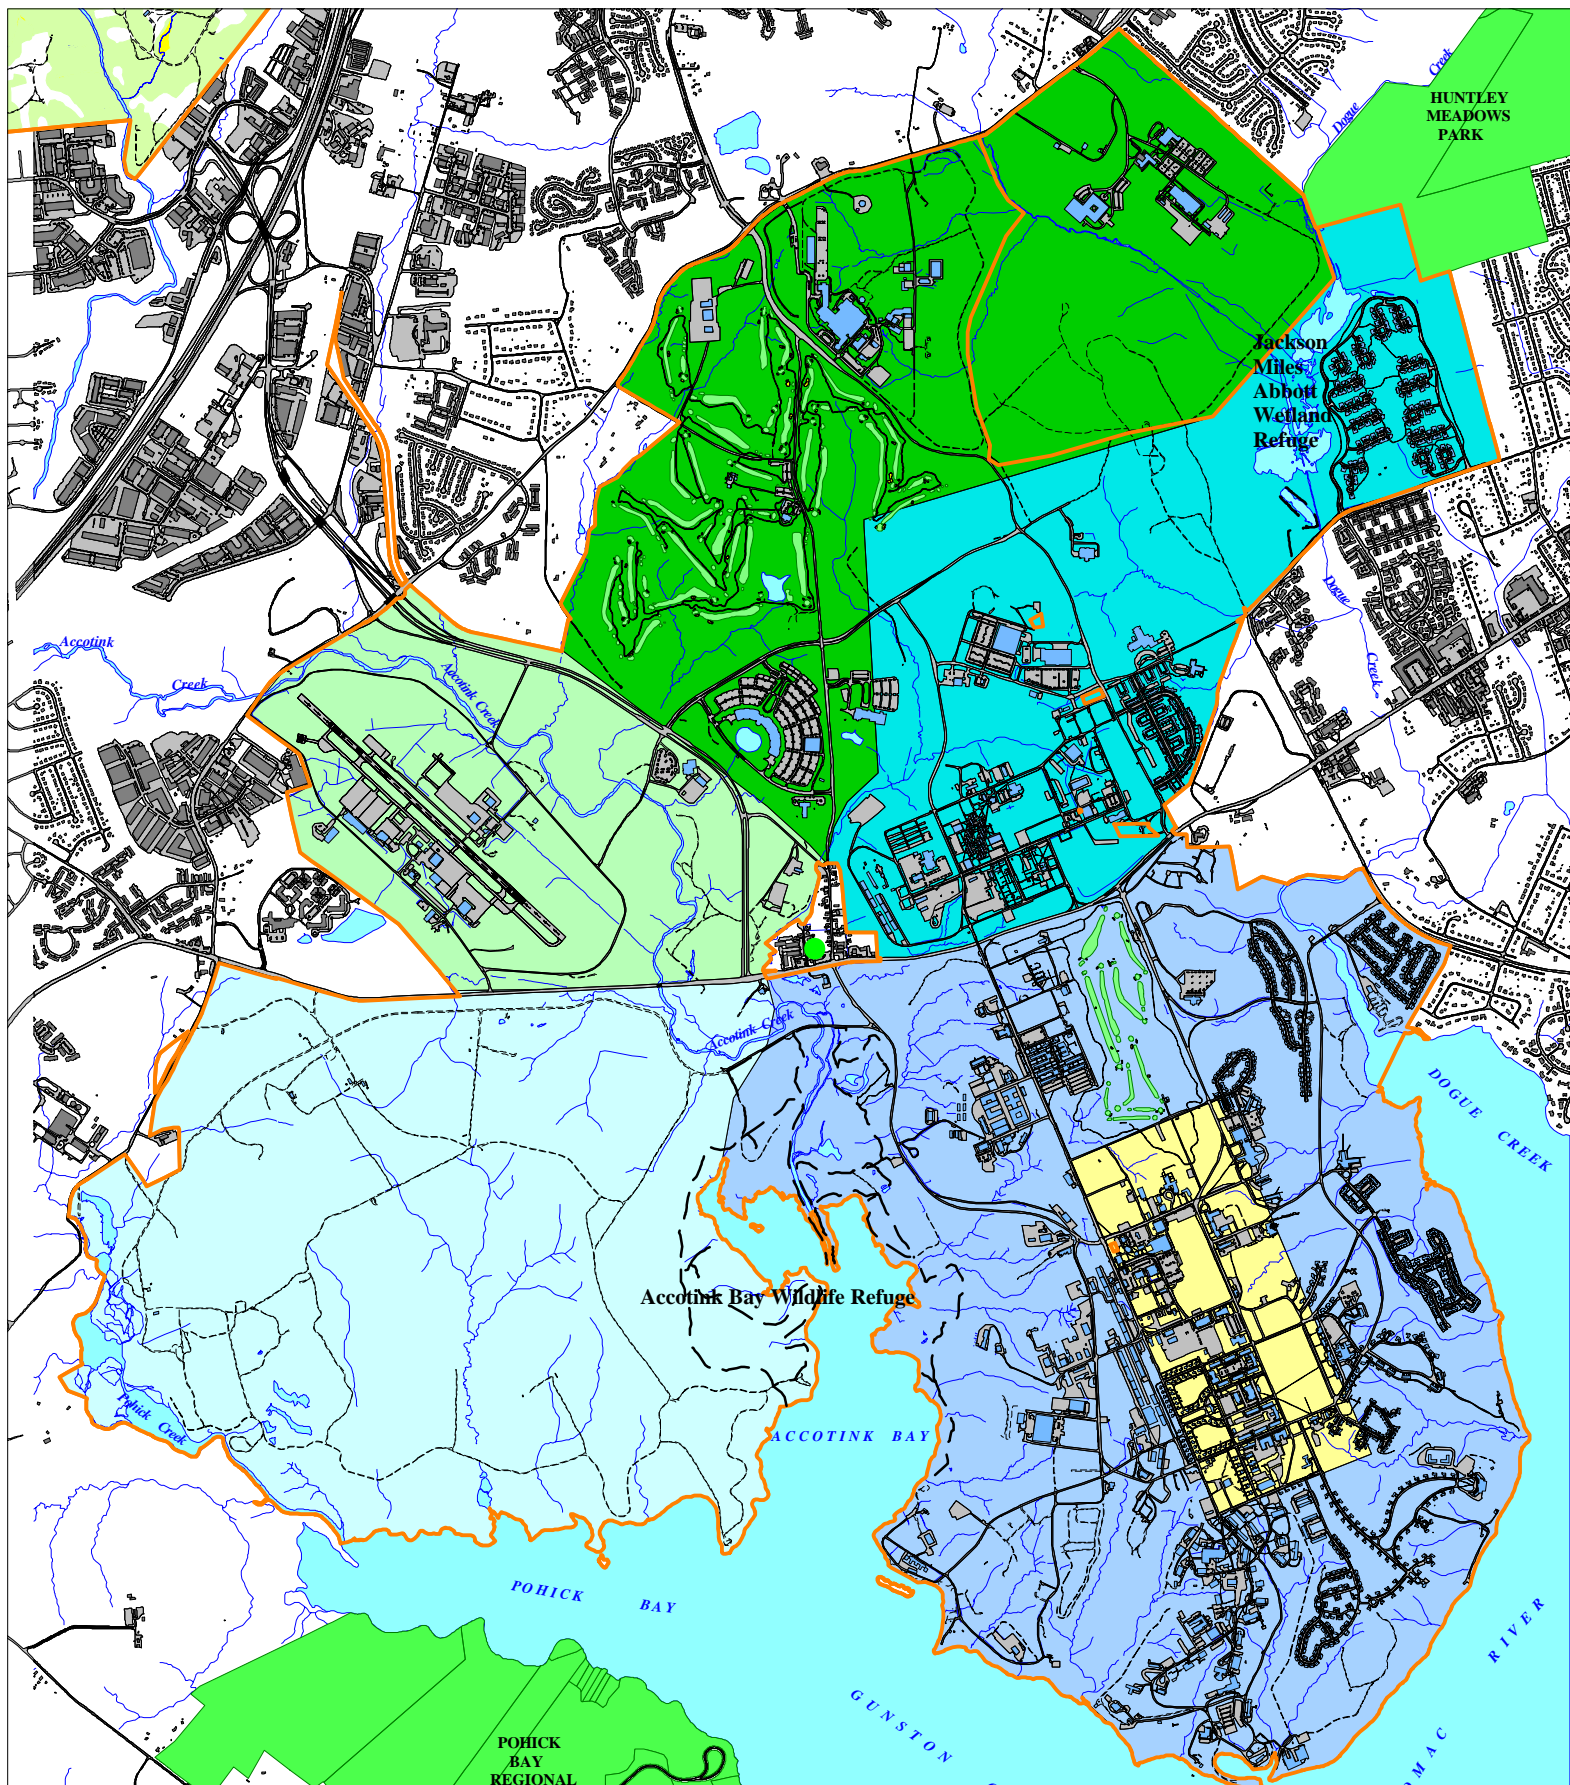 HUNTLEY
MEADOWS
PARK
Dogue Creek
Jackson
Miles
Abbott
Wetland
Refuge
Dogue Creek
Accotink Creek
Accotink Creek
Accotink Creek
DOGUE CREEK
Accotink Bay Wildlife Refuge
Pohick Creek
ACCOTINK BAY
POHICK BAY
RIVER
GUNSTON
OMAC
POHICK
BAY
REGIONAL